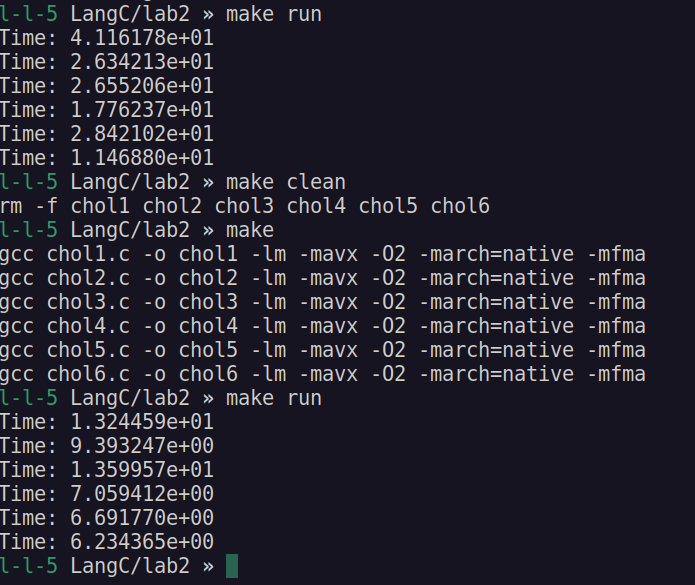 l-l-5 LangC/lab2 » make run
Time: 4.116178e+01
Time: 2.634213e+01
Time: 2.655206e+01
Time: 1.776237e+01
Time: 2.842102e+01
Time: 1.146880e+01
l-l-5 LangC/lab2 » make clean
rm -f chol1 chol2 chol3 chol4 chol5 chol6
l-l-5 LangC/lab2 » make
gcc chol1.c -o chol1 -lm -mavx -O2 -march=native -mfma
gcc chol2.c -o chol2 -lm -mavx -O2 -march=native -mfma
gcc chol3.c -o chol3 -lm -mavx -O2 -march=native -mfma
gcc chol4.c -o chol4 -lm -mavx -O2 -march=native -mfma
gcc chol5.c -o chol5 -lm -mavx -O2 -march=native -mfma
gcc chol6.c -o chol6 -lm -mavx -O2 -march=native -mfma
l-l-5 LangC/lab2 » make run
Time: 1.324459e+01
Time: 9.393247e+00
Time: 1.359957e+01
Time: 7.059412e+00
Time: 6.691770e+00
Time: 6.234365e+00
l-l-5 LangC/lab2 »